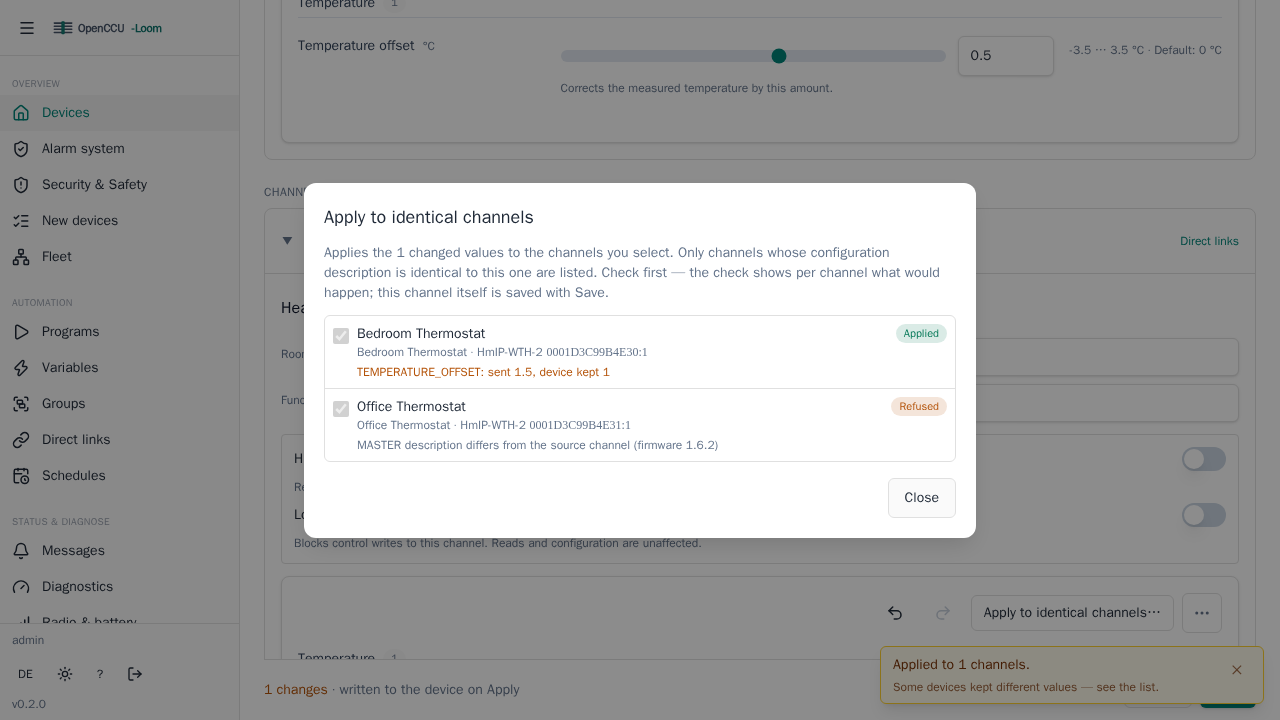 OpenCCU -Loom
OVERVIEW
Devices
Alarm system
Security & Safety
New devices
Fleet
AUTOMATION
Programs
Variables
Groups
Direct links
Schedules
STATUS & DIAGNOSE
Messages
Diagnostics
Radio & battery
admin
DE
?
v0.2.0
Temperature 1
Temperature offset °C
0.5
-3.5 ⋯ 3.5 °C · Default: 0 °C
Corrects the measured temperature by this amount.
Direct links
Apply to identical channels
Applies the 1 changed values to the channels you select. Only channels whose configuration
description is identical to this one are listed. Check first — the check shows per channel what would
happen; this channel itself is saved with Save.
Bedroom Thermostat
Applied
Bedroom Thermostat · HmIP-WTH-2 0001D3C99B4E30:1
TEMPERATURE_OFFSET: sent 1.5, device kept 1
Office Thermostat
Refused
Office Thermostat · HmIP-WTH-2 0001D3C99B4E31:1
MASTER description differs from the source channel (firmware 1.6.2)
Close
Blocks control writes to this channel. Reads and configuration are unaffected.
Apply to identical channels⋯
Temperature 1
1 changes · written to the device on Apply
Applied to 1 channels.
Some devices kept different values — see the list.